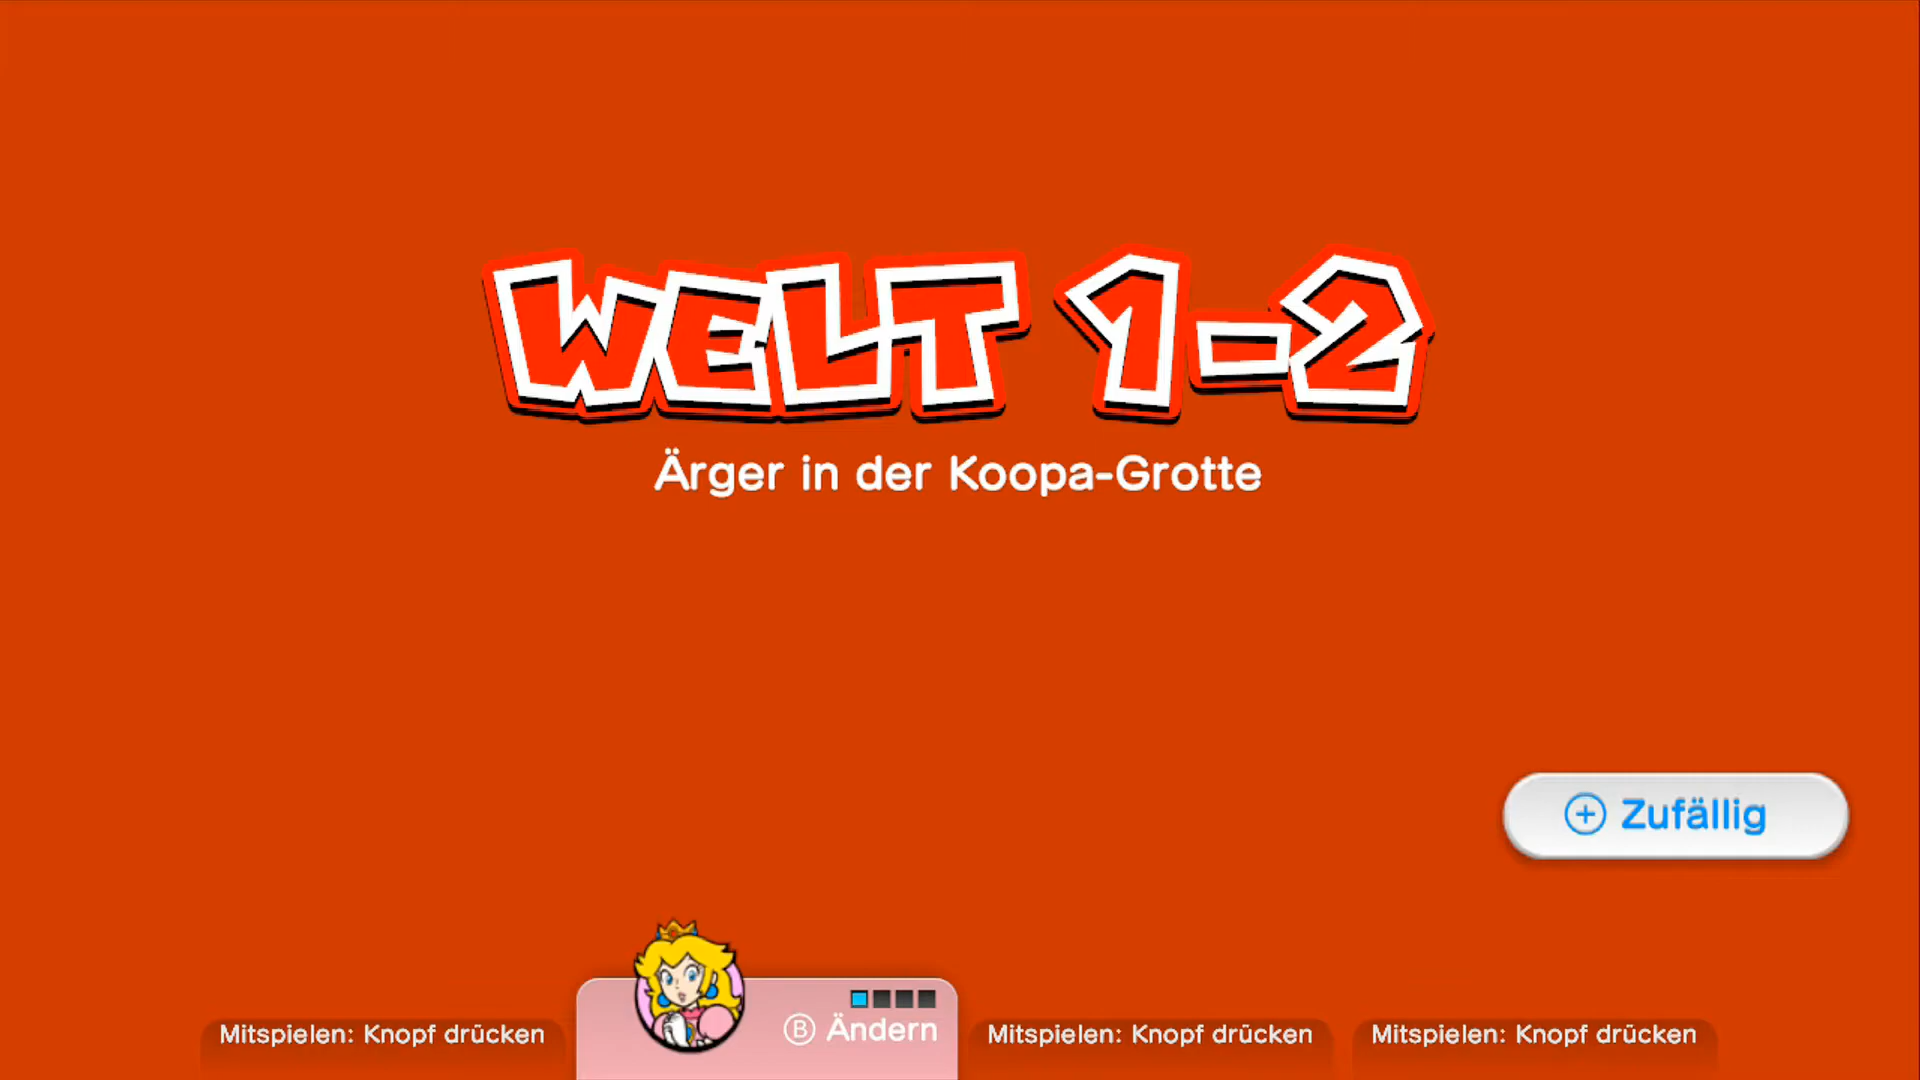 WELT 1-2
Ärger in der Koopa-Grotte
Zufällig
Mitspielen: Knopf drücken
B Ändern
Mitspielen: Knopf drücken
Mitspielen: Knopf drücken